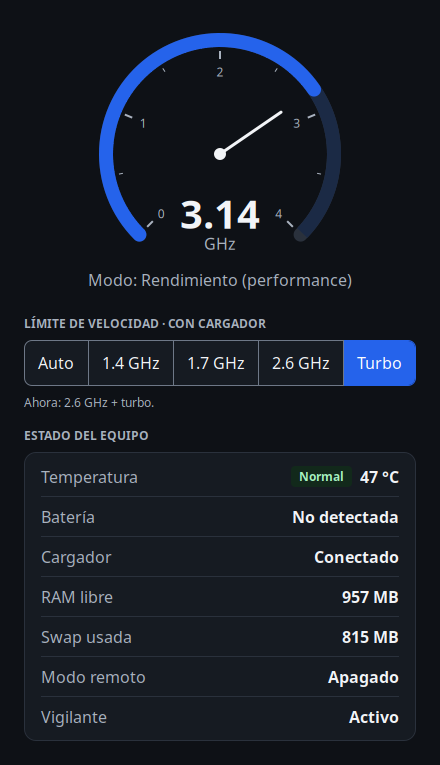 2
1
3
0
4
3.14
GHz
Modo: Rendimiento (performance)
LÍMITE DE VELOCIDAD · CON CARGADOR
Auto 1.4 GHz 1.7 GHz 2.6 GHz Turbo
Ahora: 2.6 GHz + turbo.
ESTADO DEL EQUIPO
Temperatura Normal 47 °C
Batería No detectada
Cargador Conectado
RAM libre 957 MB
Swap usada 815 MB
Modo remoto Apagado
Vigilante Activo